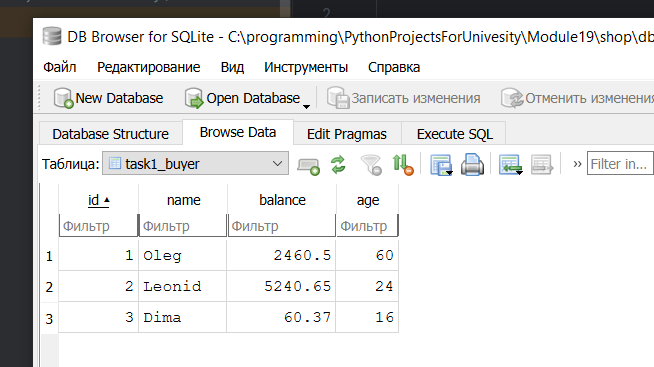 2
DB Browser for SQLite - C:\programming\PythonProjectsForUnivesity\Module19\shop\db
Файл Редактирование Вид Инструменты Справка
New Database Open Database Записать изменения Отменить изменения
Database Structure Browse Data Edit Pragmas Execute SQL
Таблица: task1_buyer » Filter in...
id name balance age
Фильтр Фильтр Фильтр Фильтр
1 1 Oleg 2460.5 60
2 2 Leonid 5240.65 24
3 3 Dima 60.37 16